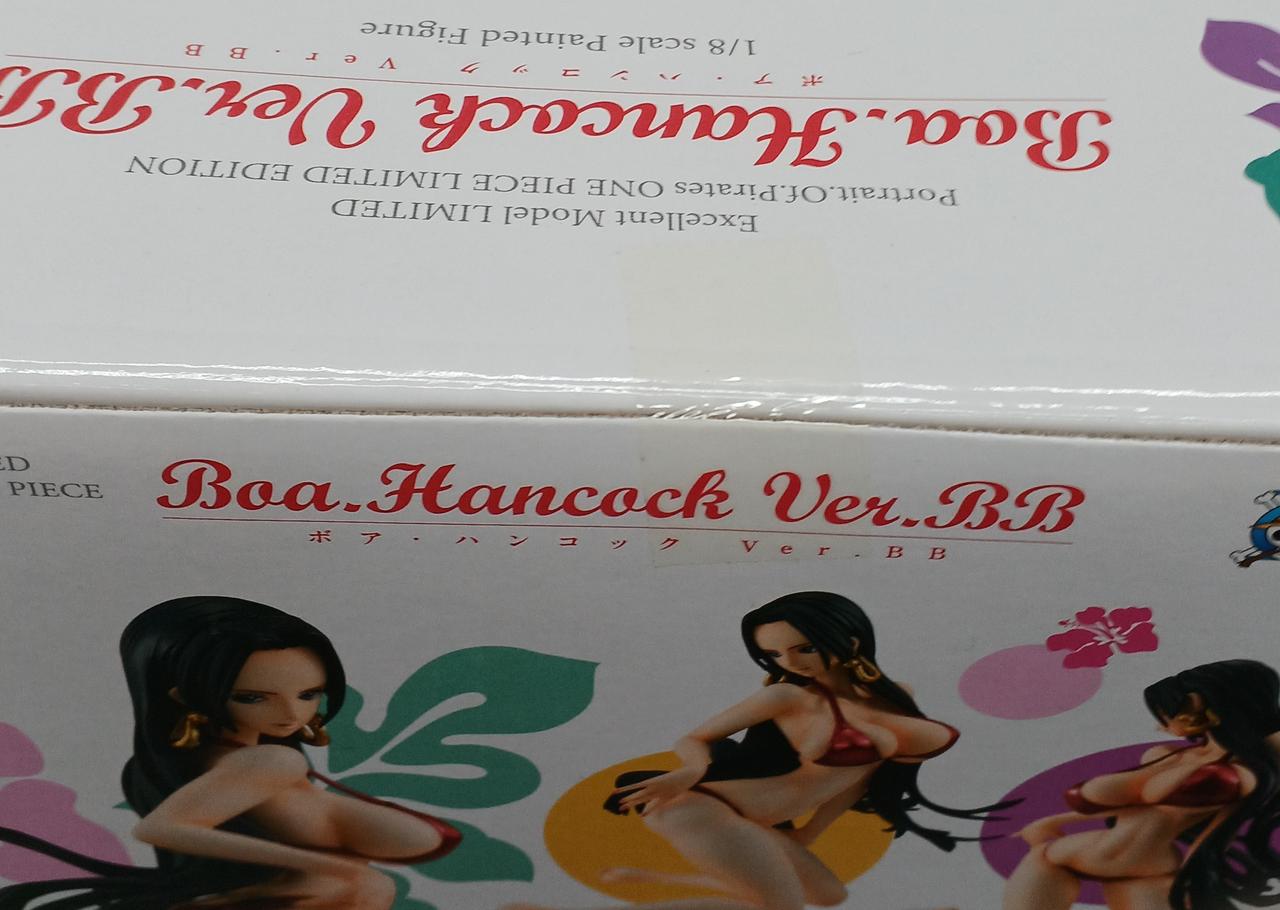 Excellent Model LIMITED
Portrait.Of.Pirates ONE PIECE LIMITED EDITION
Boa.Hancock Ver.BB
ボア・ハンコック Ver.BB
1/8 scale Painted Figure
PIECE
Boa.Hancock Ver.BB
ボア・ハンコック Ver.BB